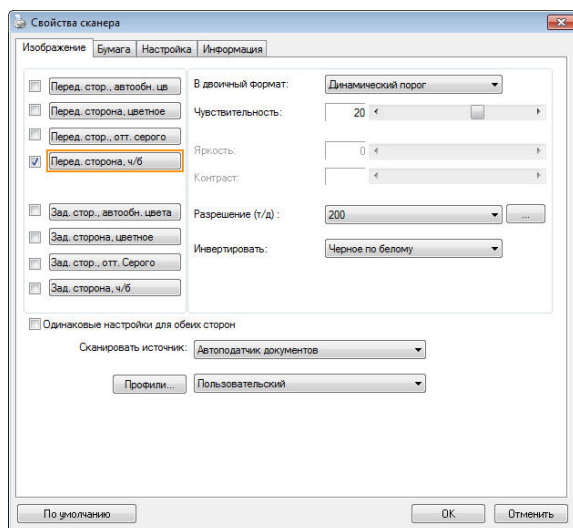 Свойства сканера
Изображение Бумага Настройка Информация
Перед. стор., автообн. цв
Перед. сторона, цветное
Перед. стор., отт. серого
Перед. сторона, ч/б
Зад. стор., автообн. цвета
Зад. сторона, цветное
Зад. стор., отт. Серого
Зад. сторона, ч/б
В двоичный формат: Динамический порог
Чувствительность: 20
Яркость: 0
Контраст:
Разрешение (т/д) : 200 ...
Инвертировать: Черное по белому
Одинаковые настройки для обеих сторон
Сканировать источник: Автоподатчик документов
Профили... Пользовательский
По умолчанию OK Отменить